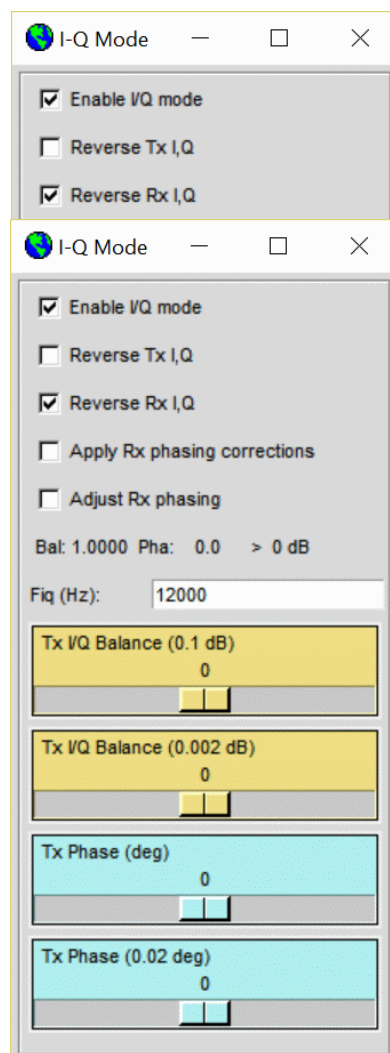 I-Q Mode
Enable I/Q mode
Reverse Tx I,Q
Reverse Rx I,Q
I-Q Mode
Enable I/Q mode
Reverse Tx I,Q
Reverse Rx I,Q
Apply Rx phasing corrections
Adjust Rx phasing
Bal: 1.0000 Pha: 0.0 > 0 dB
Fiq (Hz): 12000
Tx I/Q Balance (0.1 dB)
0
Tx I/Q Balance (0.002 dB)
0
Tx Phase (deg)
0
Tx Phase (0.02 deg)
0